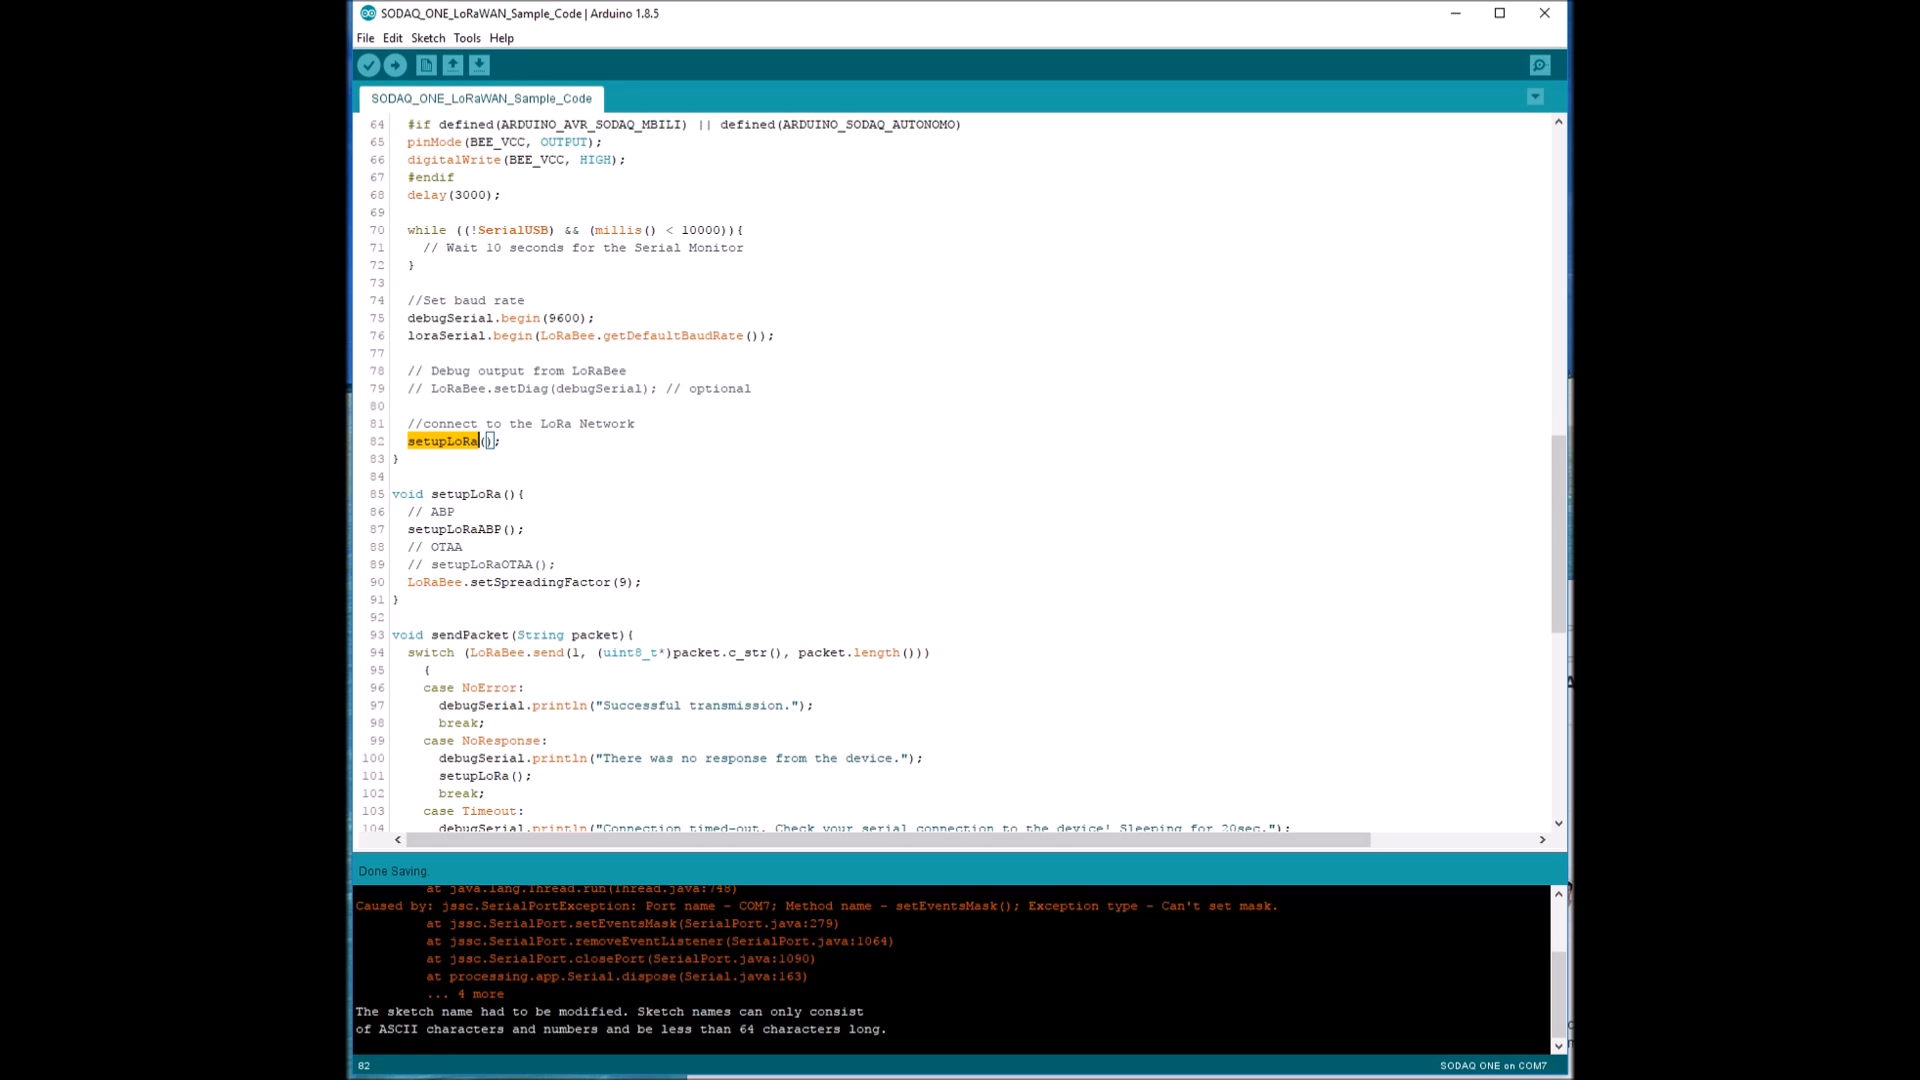 SODAQ_ONE_LoRaWAN_Sample_Code | Arduino 1.8.5
File Edit Sketch Tools Help
SODAQ_ONE_LoRaWAN_Sample_Code
64 #if defined(ARDUINO_AVR_SODAQ_MBILI) || defined(ARDUINO_SODAQ_AUTONOMO)
65 pinMode(BEE_VCC, OUTPUT);
66 digitalWrite(BEE_VCC, HIGH);
67 #endif
68 delay(3000);
69
70 while ((!SerialUSB) && (millis() < 10000)){
71 // Wait 10 seconds for the Serial Monitor
72 }
73
74 //Set baud rate
75 debugSerial.begin(9600);
76 loraSerial.begin(LoRaBee.getDefaultBaudRate());
77
78 // Debug output from LoRaBee
79 // LoRaBee.setDiag(debugSerial); // optional
80
81 //connect to the LoRa Network
82 setupLoRa();
83 }
84
85 void setupLoRa(){
86 // ABP
87 setupLoRaABP();
88 // OTAA
89 // setupLoRaOTAA();
90 LoRaBee.setSpreadingFactor(9);
91 }
92
93 void sendPacket(String packet){
94 switch (LoRaBee.send(1, (uint8_t*)packet.c_str(), packet.length()))
95 {
96 case NoError:
97 debugSerial.println("Successful transmission.");
98 break;
99 case NoResponse:
100 debugSerial.println("There was no response from the device.");
101 setupLoRa();
102 break;
103 case Timeout:
104 debugSerial.println("Connection timed-out. Check your serial connection to the device! Sleeping for 20sec.");
Done Saving.
at java.lang.Thread.run(Thread.java:748)
Caused by: jssc.SerialPortException: Port name - COM7; Method name - setEventsMask(); Exception type - Can't set mask.
at jssc.SerialPort.setEventsMask(SerialPort.java:279)
at jssc.SerialPort.removeEventListener(SerialPort.java:1064)
at jssc.SerialPort.closePort(SerialPort.java:1090)
at processing.app.Serial.dispose(Serial.java:163)
... 4 more
The sketch name had to be modified. Sketch names can only consist
of ASCII characters and numbers and be less than 64 characters long.
82 SODAQ ONE on COM7